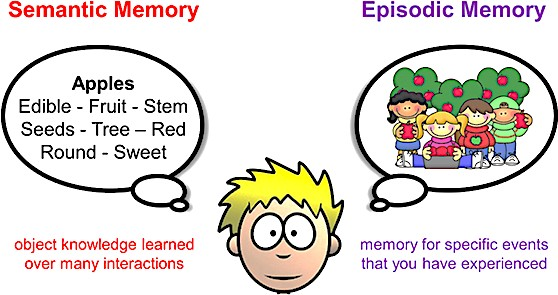 Semantic Memory
Episodic Memory
Apples
Edible - Fruit - Stem
Seeds - Tree – Red
Round - Sweet
object knowledge learned
over many interactions
memory for specific events
that you have experienced